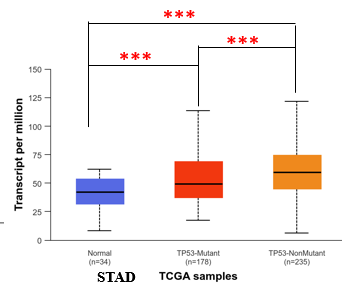 ***
***
***
Transcript per million
150
125
100
75
50
25
0
Normal
(n=34)
TP53-Mutant
(n=178)
TP53-NonMutant
(n=235)
STAD TCGA samples